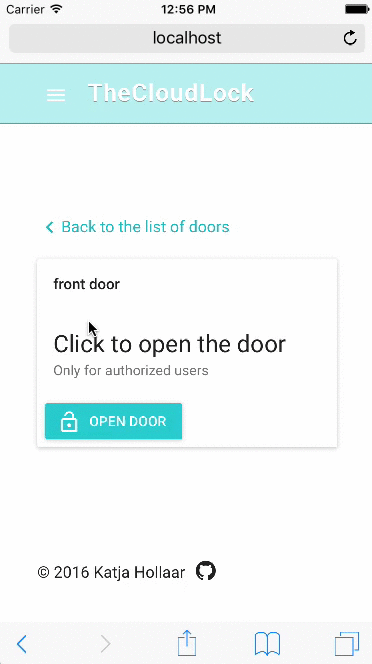 Carrier 12:56 PM
localhost
TheCloudLock
Back to the list of doors
front door
Click to open the door
Only for authorized users
OPEN DOOR
© 2016 Katja Hollaar